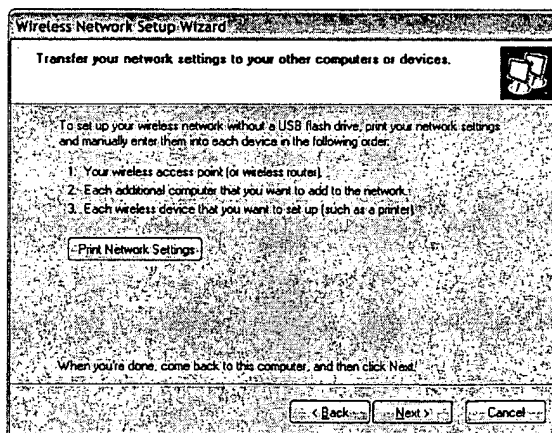 Wireless Network Setup Wizard
Transfer your network settings to your other computers or devices.
To set up your wireless network without a USB flash drive, print your network settings
and manually enter them into each device in the following order:
1. Your wireless access point (or wireless router).
2. Each additional computer that you want to add to the network.
3. Each wireless device that you want to set up (such as a printer)
Print Network Settings
When you're done, come back to this computer, and then click Next.
< Back
Next >
Cancel